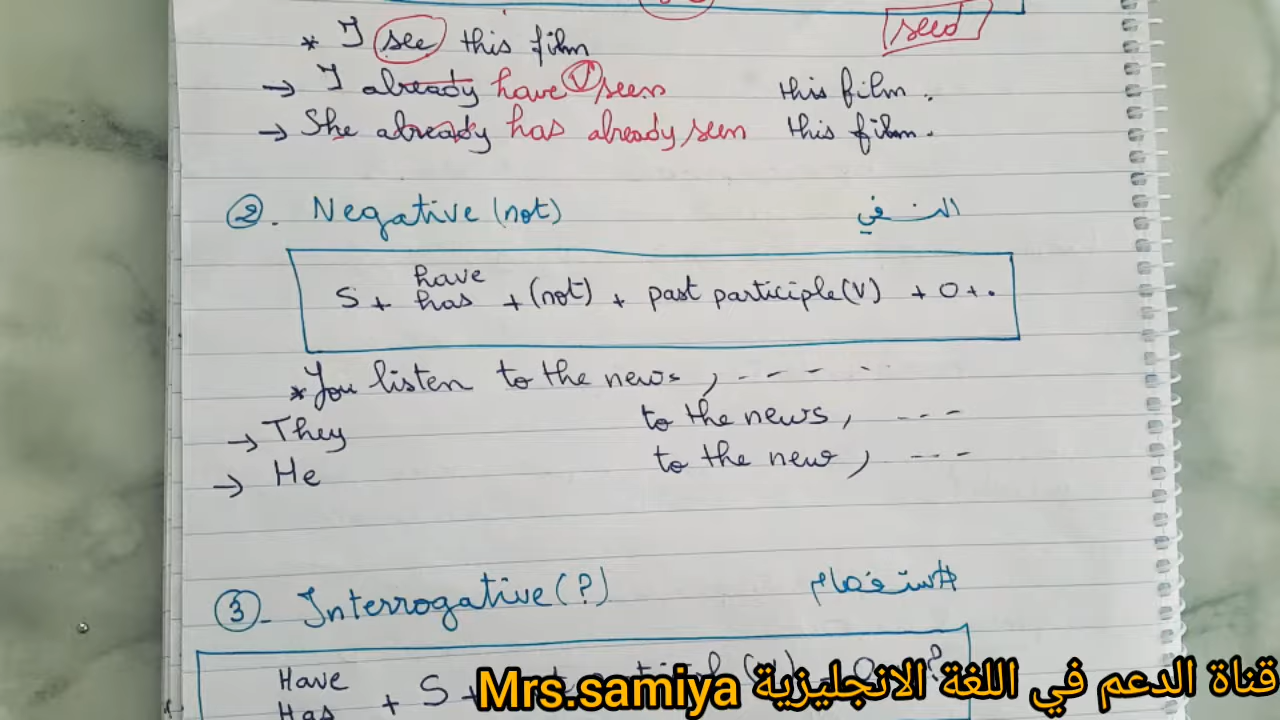 seed
* I see this film
→ I already have seen this film.
→ She already has already seen this film.
②. Negative (not) النفي
have
S + has + (not) + past participle(V) + O + .
* You listen to the news, - - - - -
→ They to the news, - - -
→ He to the new, - - -
③- Interrogative (?) استفهام
Have ?
Has + S +
Mrs.samiya قناة الدعم في اللغة الانجليزية